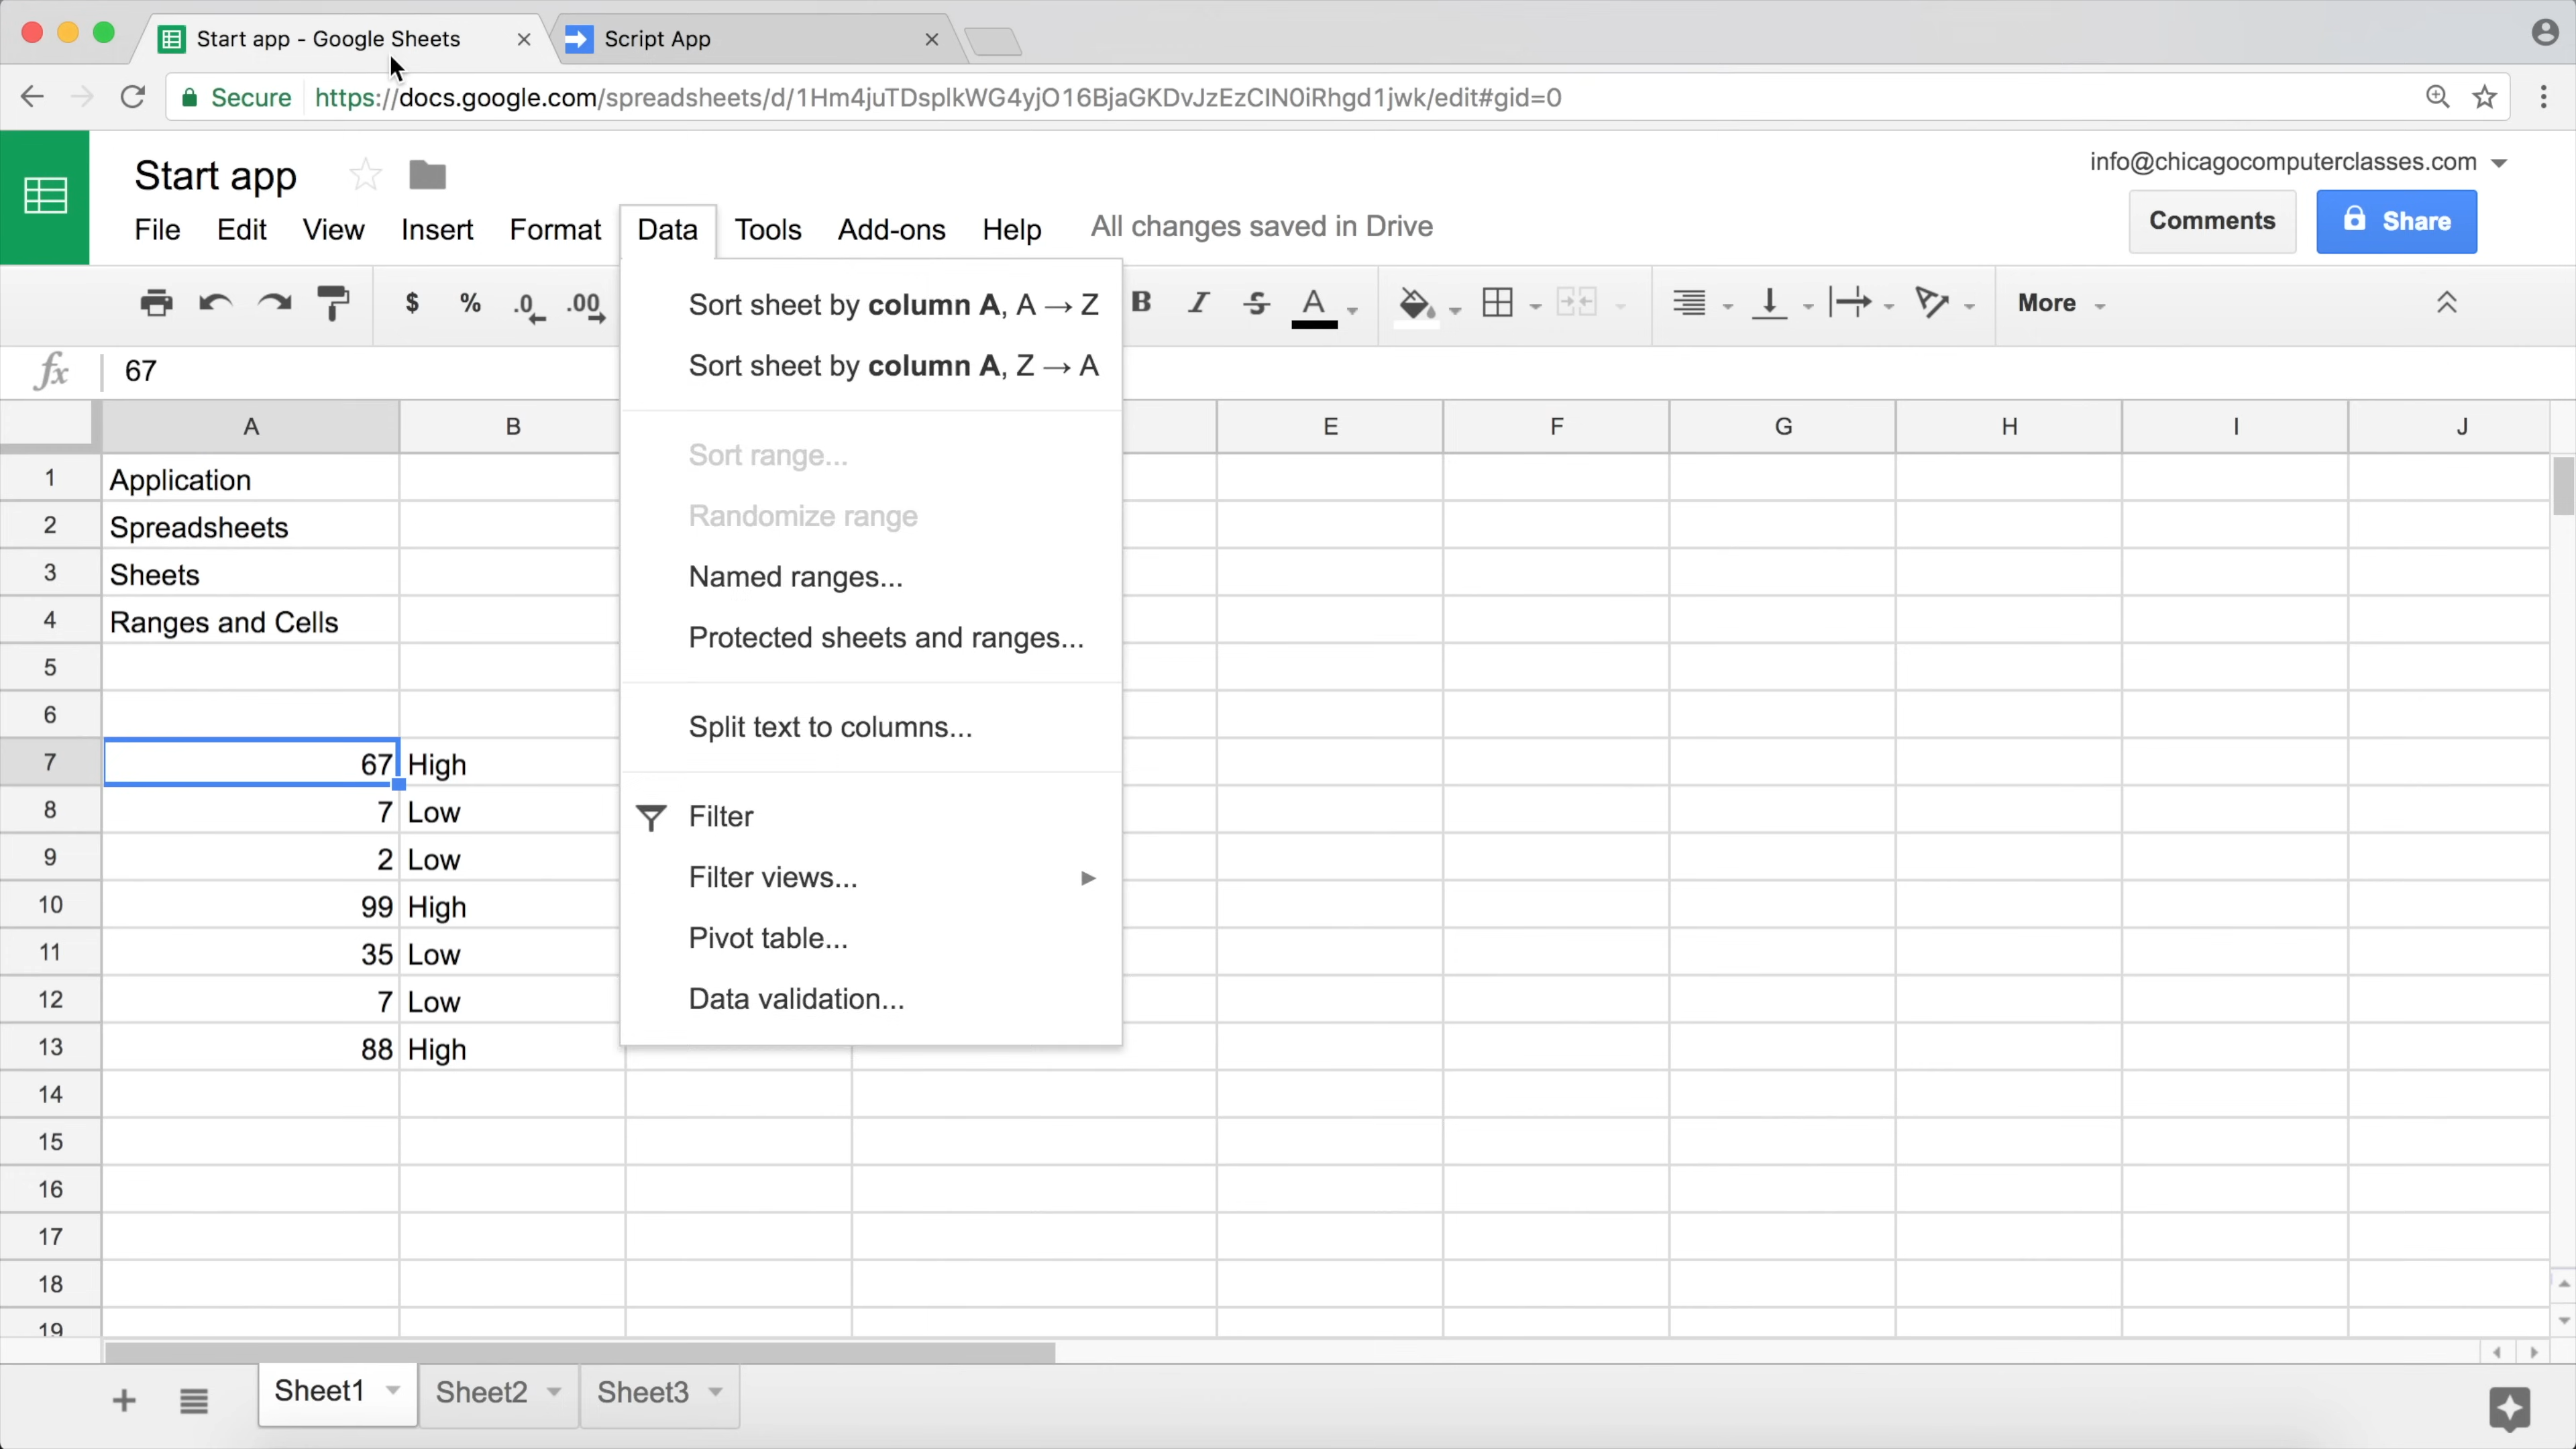 Start app - Google Sheets
Script App
Secure https://docs.google.com/spreadsheets/d/1Hm4juTDsplkWG4yjO16BjaGKDvJzEzCIN0iRhgd1jwk/edit#gid=0
Start app
info@chicagocomputerclasses.com
File Edit View Insert Format Data Tools Add-ons Help All changes saved in Drive
Comments Share
$ % .0 .00 B I S A More
Sort sheet by column A, A → Z
Sort sheet by column A, Z → A
Sort range...
Randomize range
Named ranges...
Protected sheets and ranges...
Split text to columns...
Filter
Filter views...
Pivot table...
Data validation...
fx 67
A B E F G H I J
1 Application
2 Spreadsheets
3 Sheets
4 Ranges and Cells
5
6
7 67 High
8 7 Low
9 2 Low
10 99 High
11 35 Low
12 7 Low
13 88 High
14
15
16
17
18
19
Sheet1 Sheet2 Sheet3